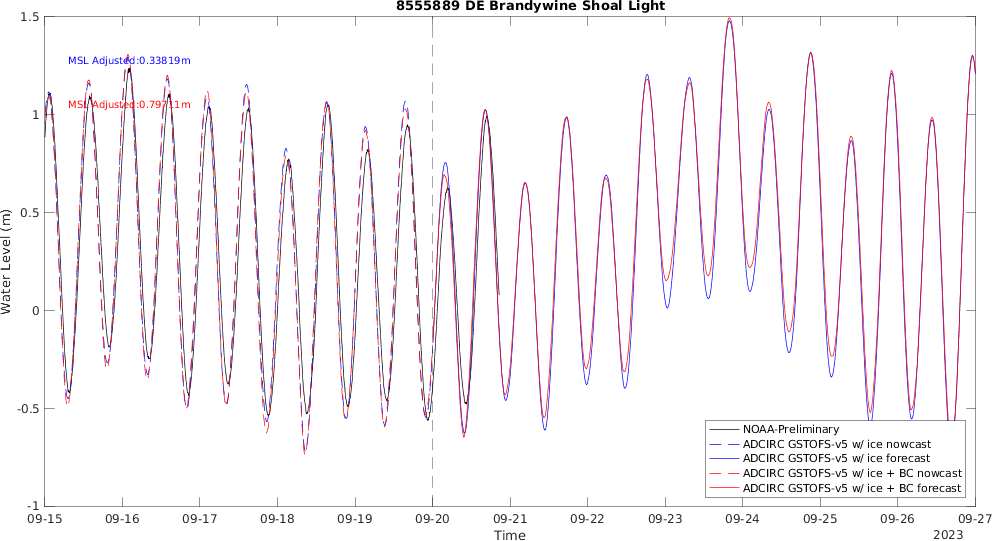 8555889 DE Brandywine Shoal Light
1.5
MSL Adjusted:0.33819m
MSL Adjusted:0.79711m
1
0.5
Water Level (m)
0
-0.5
NOAA-Preliminary
ADCIRC GSTOFS-v5 w/ ice nowcast
ADCIRC GSTOFS-v5 w/ ice forecast
ADCIRC GSTOFS-v5 w/ ice + BC nowcast
ADCIRC GSTOFS-v5 w/ ice + BC forecast
-1
09-15 09-16 09-17 09-18 09-19 09-20 09-21 09-22 09-23 09-24 09-25 09-26 09-27
Time 2023